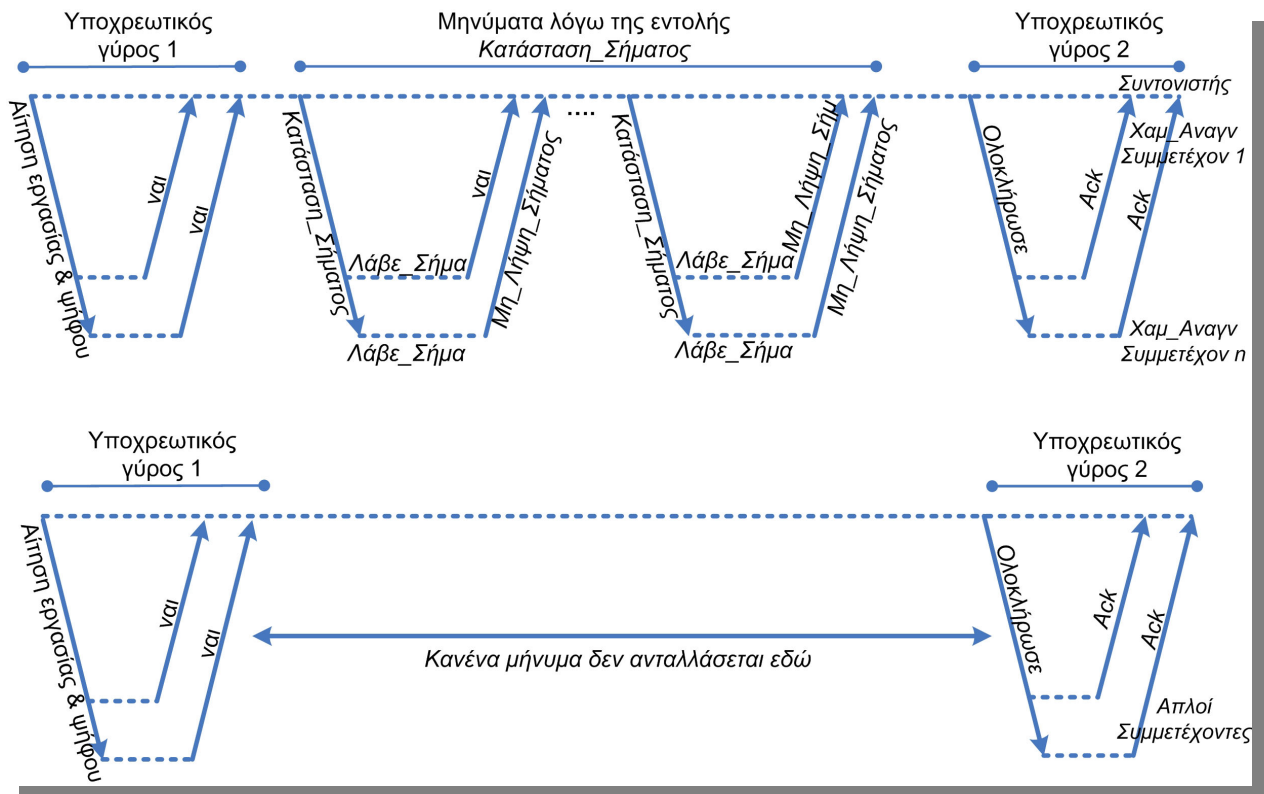 Υποχρεωτικός
γύρος 1
Μηνύματα λόγω της εντολής
Κατάσταση_Σήματος
Υποχρεωτικός
γύρος 2
Συντονιστής
Αίτηση εργασίας & ψήφου
ναι
ναι
Κατάσταση_Σήματος
Λάβε_Σήμα
Λάβε_Σήμα
ναι
Μη_Λήψη_Σήματος
....
Κατάσταση_Σήματος
Λάβε_Σήμα
Λάβε_Σήμα
Μη_Λήψη_Σήμ
Μη_Λήψη_Σήματος
Ολοκλήρωσε
Ack
Ack
Χαμ_Αναγν
Συμμετέχον 1
Χαμ_Αναγν
Συμμετέχον n
Υποχρεωτικός
γύρος 1
Υποχρεωτικός
γύρος 2
Αίτηση εργασίας & ψήφου
ναι
ναι
Κανένα μήνυμα δεν ανταλλάσεται εδώ
Ολοκλήρωσε
Ack
Ack
Απλοί
Συμμετέχοντες